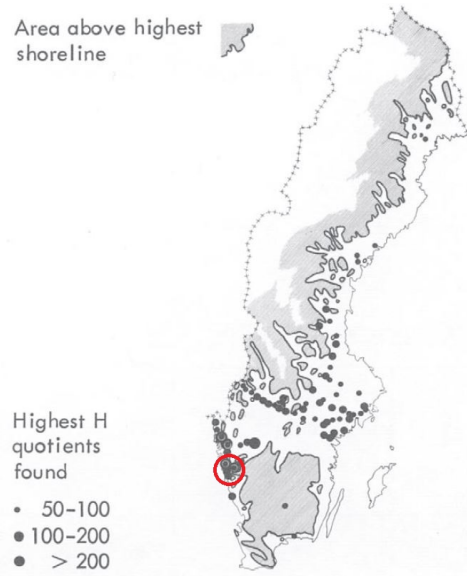 Area above highest
shoreline
Highest H
quotients
found
50–100
100–200
> 200